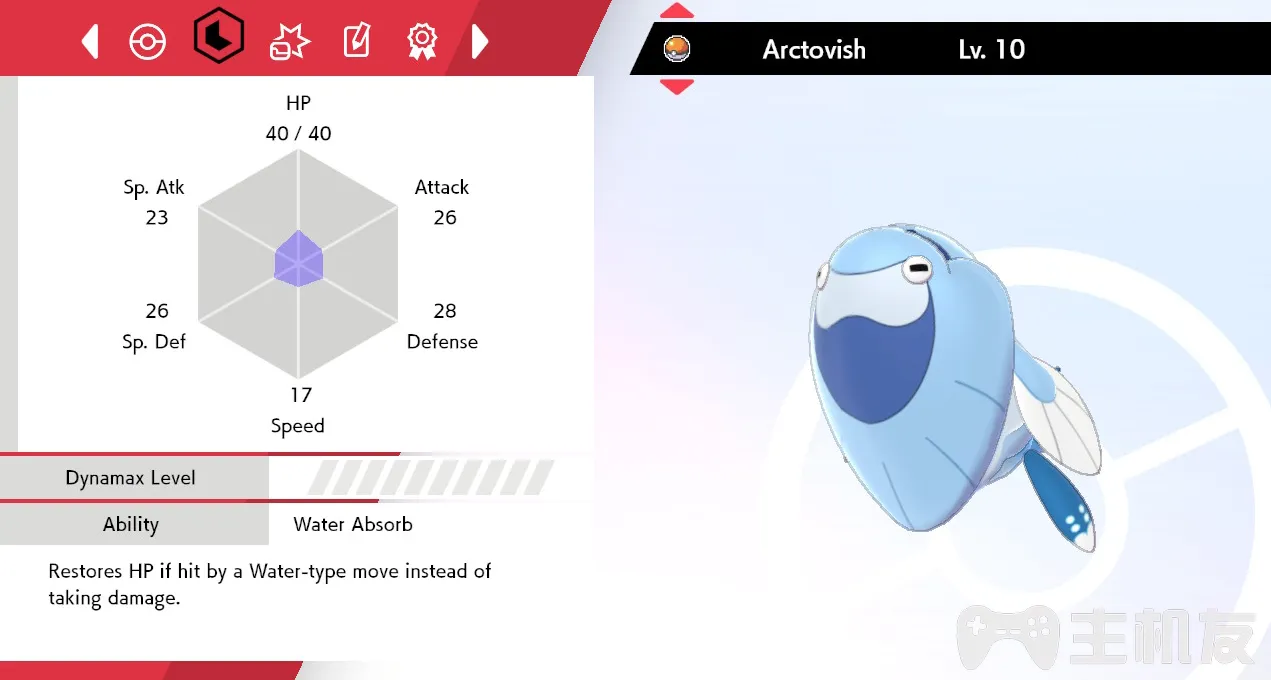 Arctovish
Lv. 10
HP
40 / 40
Sp. Atk
23
Attack
26
26
Sp. Def
28
Defense
17
Speed
Dynamax Level
Ability
Water Absorb
Restores HP if hit by a Water-type move instead of
taking damage.
主机友